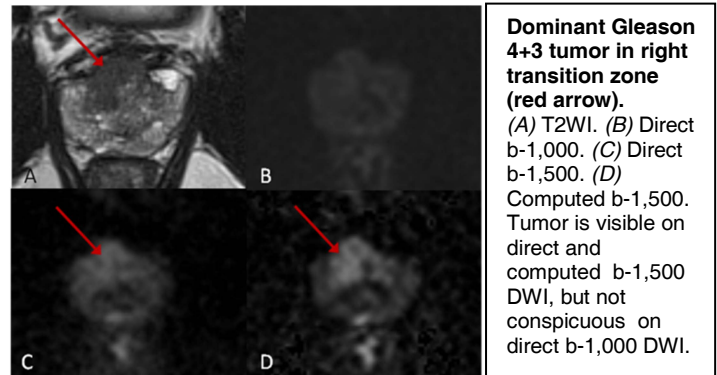 A
B
C
D
Dominant Gleason
4+3 tumor in right
transition zone
(red arrow).
(A) T2WI. (B) Direct
b-1,000. (C) Direct
b-1,500. (D)
Computed b-1,500.
Tumor is visible on
direct and
computed b-1,500
DWI, but not
conspicuous on
direct b-1,000 DWI.